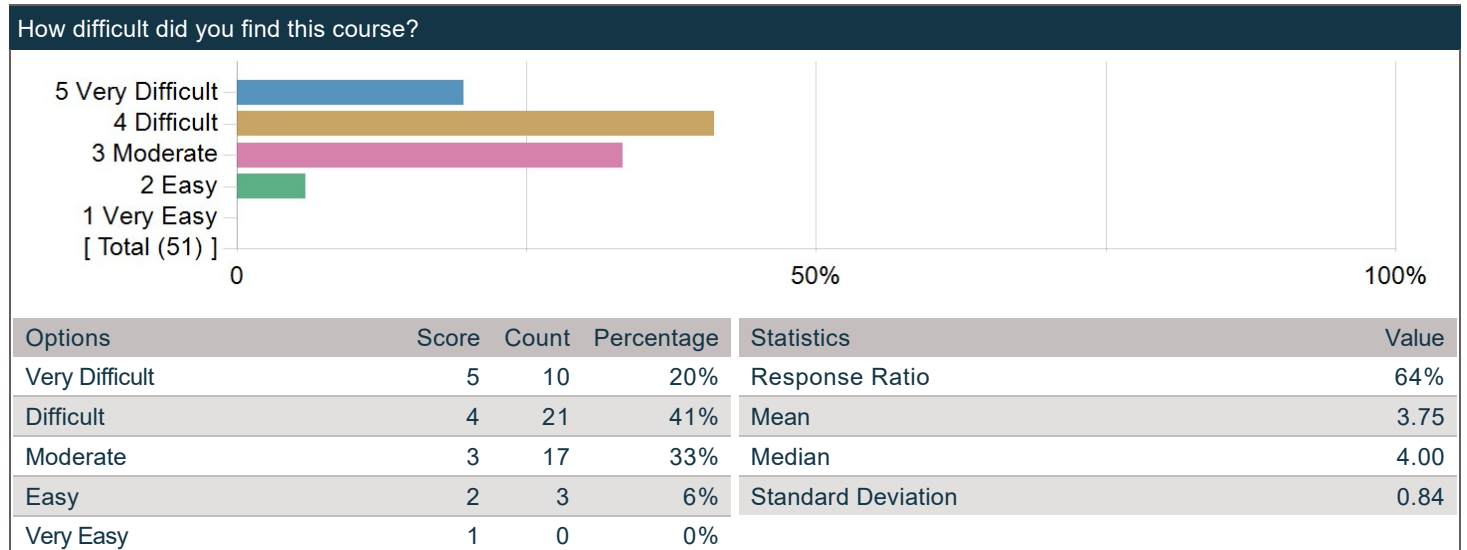 How difficult did you find this course?
5 Very Difficult
4 Difficult
3 Moderate
2 Easy
1 Very Easy
[ Total (51) ]
0 50% 100%
Options Score Count Percentage
Very Difficult 5 10 20%
Difficult 4 21 41%
Moderate 3 17 33%
Easy 2 3 6%
Very Easy 1 0 0%
Statistics Value
Response Ratio 64%
Mean 3.75
Median 4.00
Standard Deviation 0.84